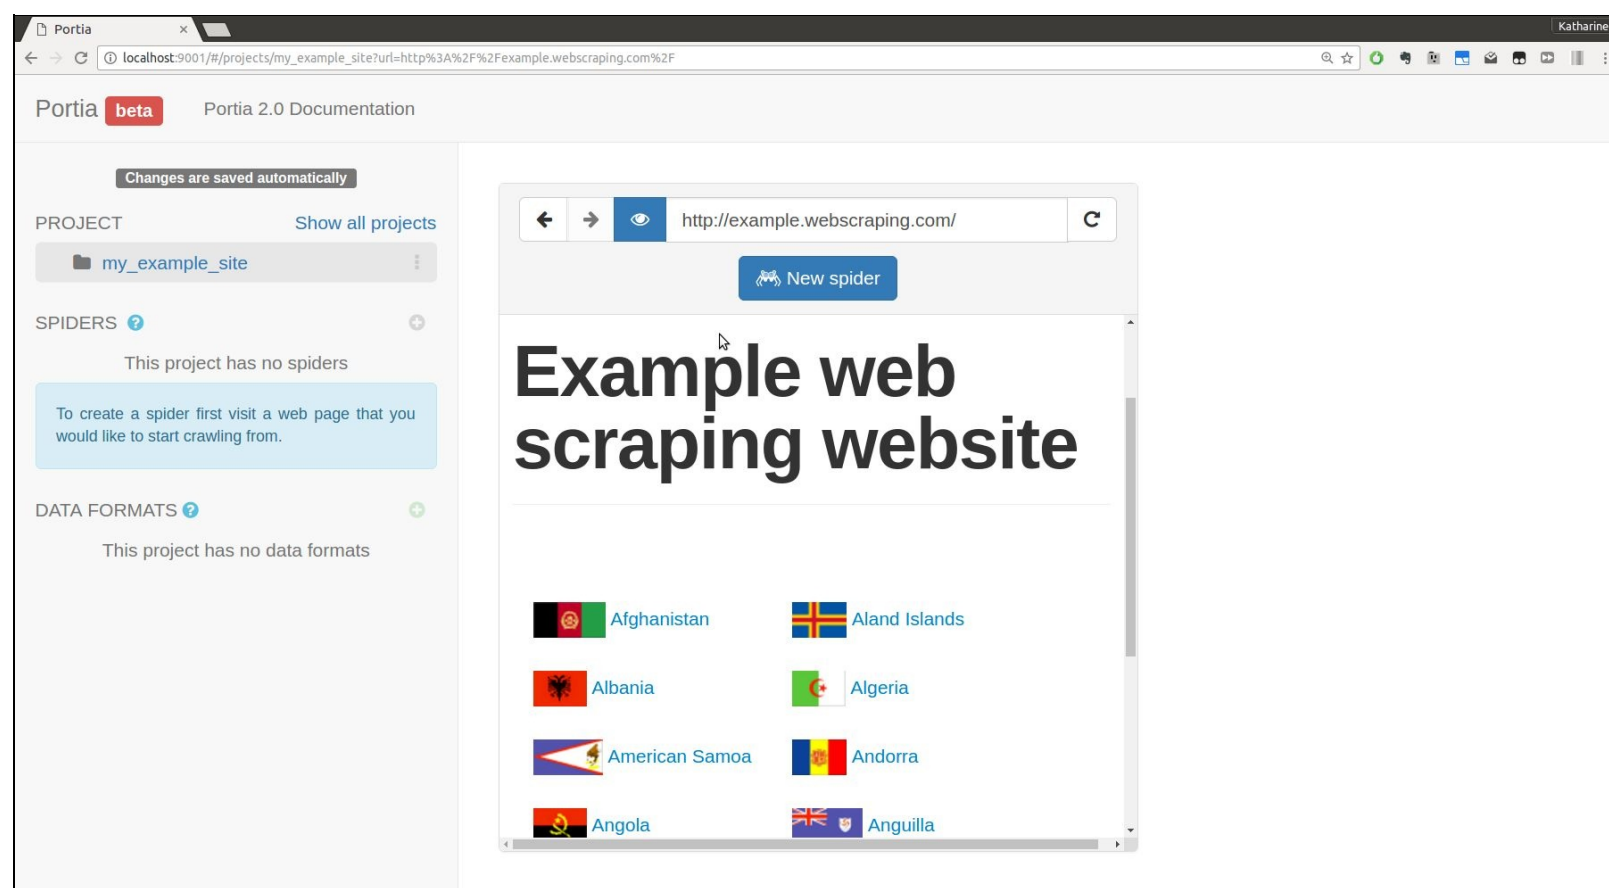 Portia
Katharine
localhost:9001/#/projects/my_example_site?url=http%3A%2F%2Fexample.webscraping.com%2F
Portia beta Portia 2.0 Documentation
Changes are saved automatically
PROJECT Show all projects
my_example_site
SPIDERS
This project has no spiders
To create a spider first visit a web page that you
would like to start crawling from.
DATA FORMATS
This project has no data formats
http://example.webscraping.com/
New spider
Example web
scraping website
Afghanistan Aland Islands
Albania Algeria
American Samoa Andorra
Angola Anguilla